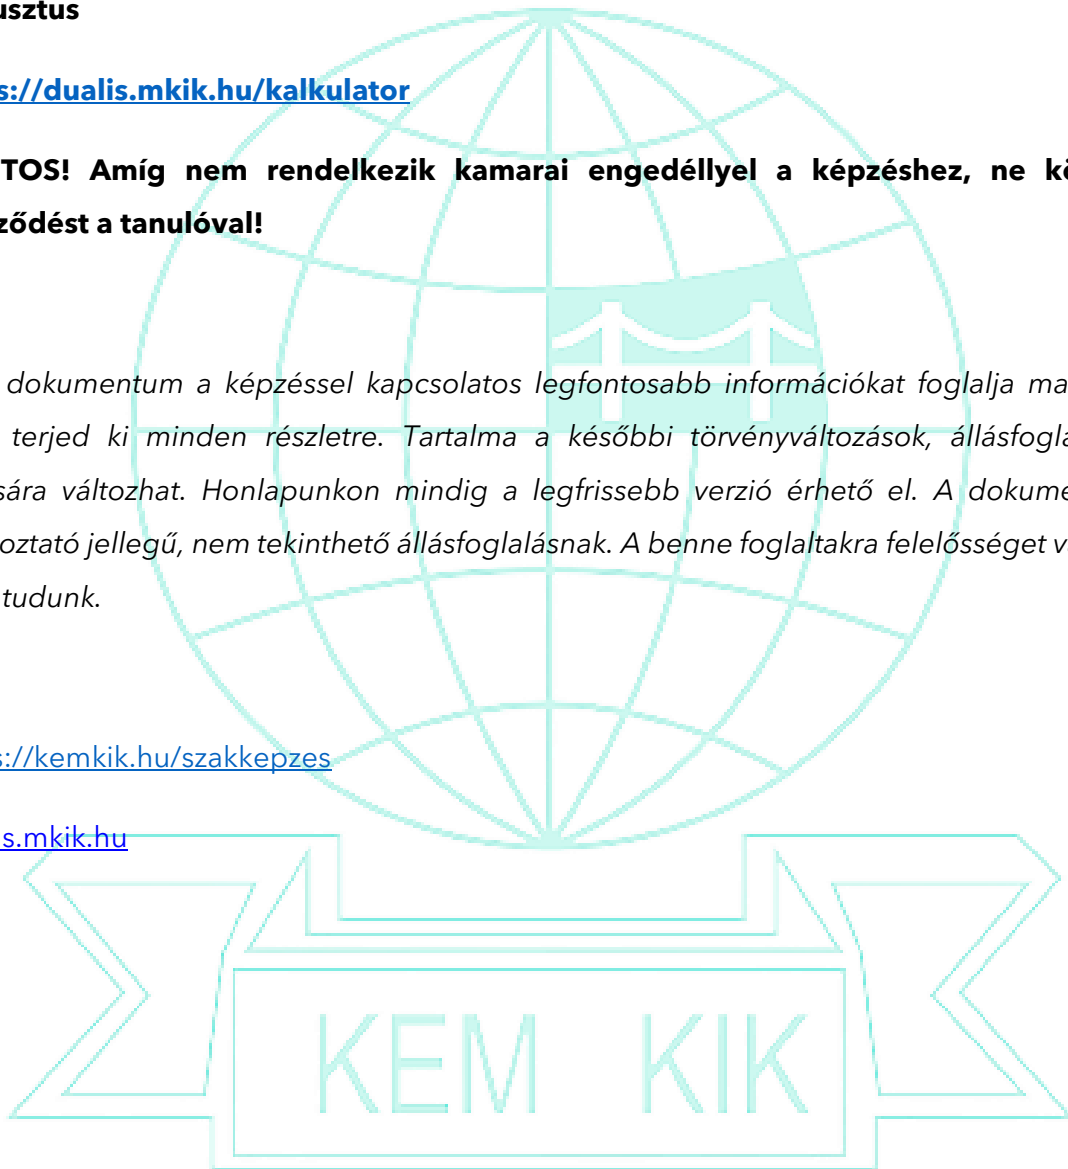 usztus
s://dualis.mkik.hu/kalkulator
TOS! Amíg nem rendelkezik kamarai engedéllyel a képzéshez, ne kö
ződést a tanulóval!
dokumentum a képzéssel kapcsolatos legfontosabb információkat foglalja ma
terjed ki minden részletre. Tartalma a későbbi törvényváltozások, állásfogla
sára változhat. Honlapunkon mindig a legfrissebb verzió érhető el. A dokume
oztató jellegű, nem tekinthető állásfoglalásnak. A benne foglaltakra felelősséget v
tudunk.
s://kemkik.hu/szakkepzes
s.mkik.hu
KEM KIK